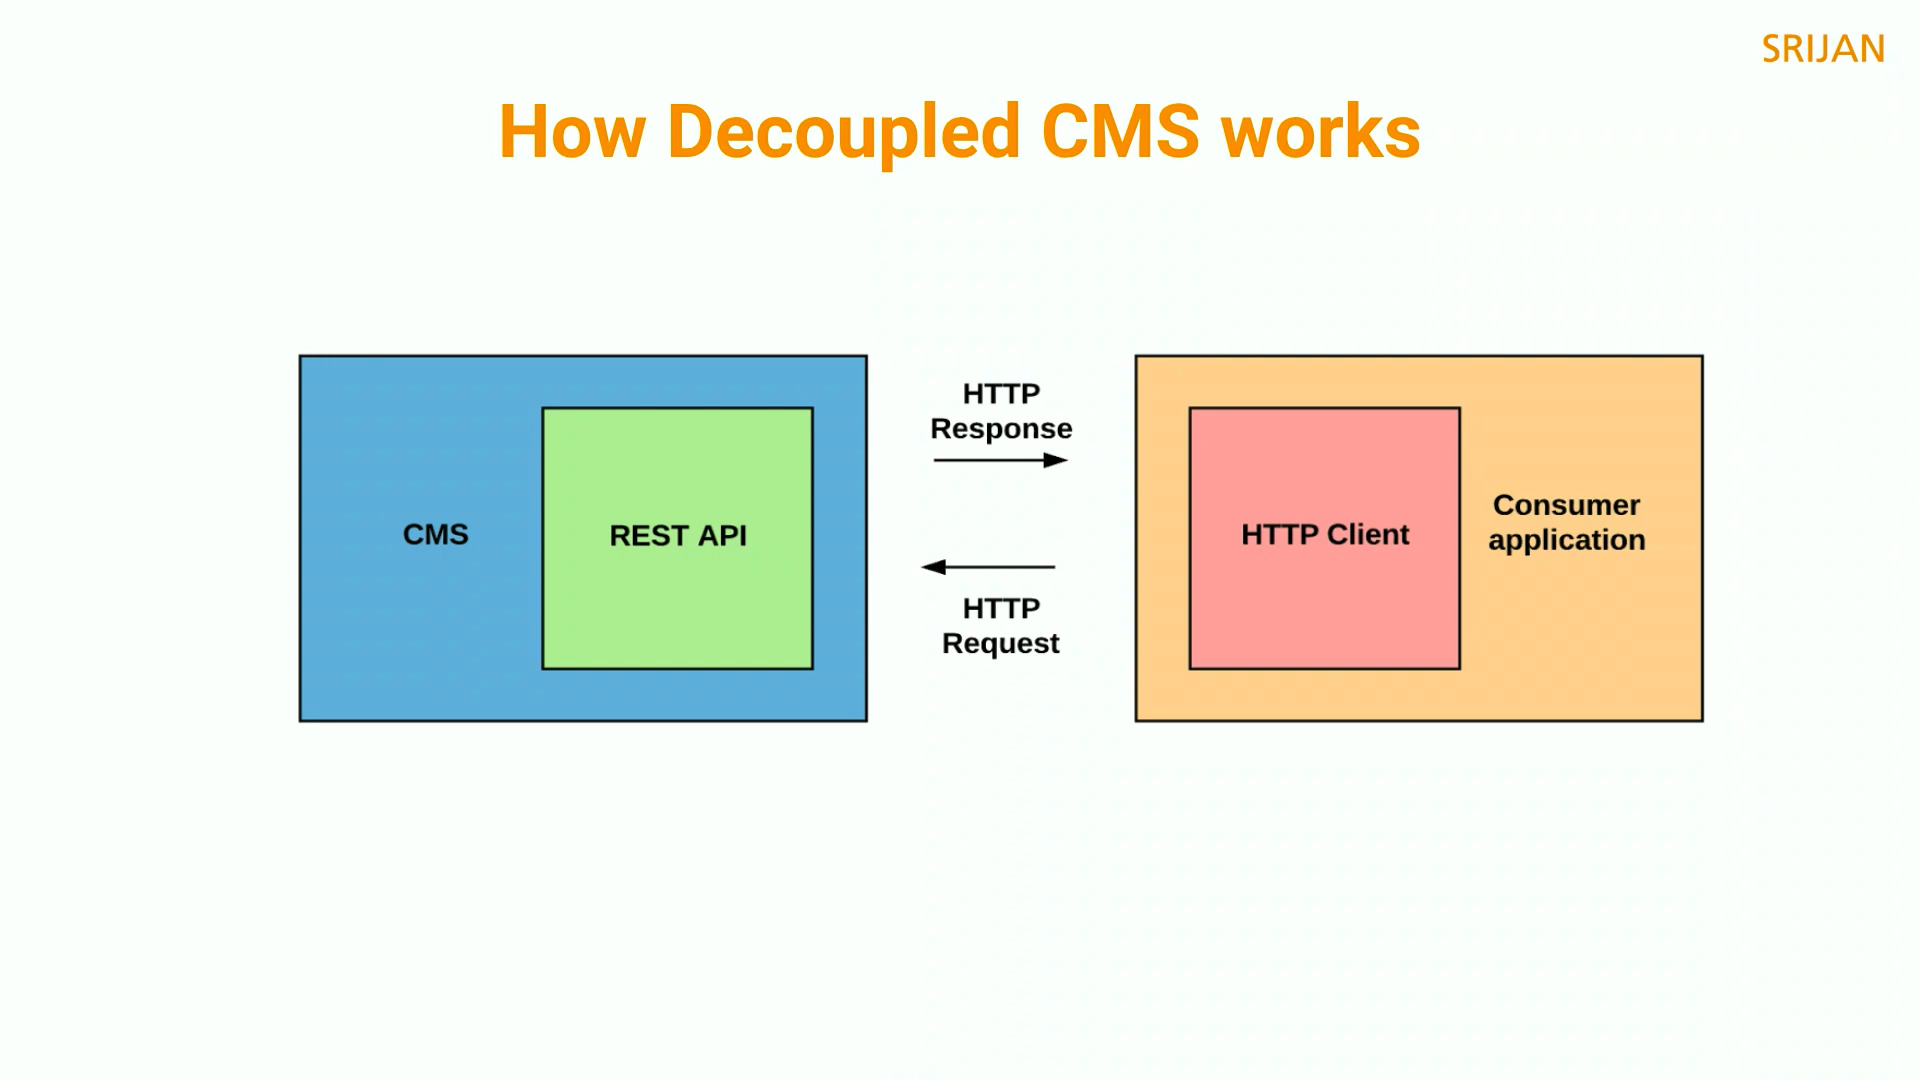 SRIJAN
How Decoupled CMS works
HTTP
Response
CMS
REST API
HTTP Client
Consumer
application
HTTP
Request